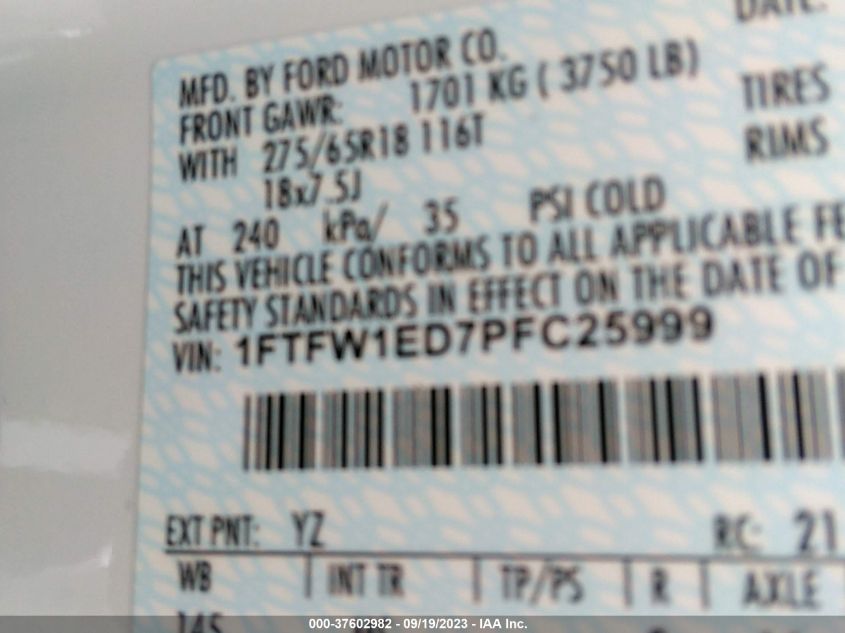 DATE:
MFD. BY FORD MOTOR CO.
FRONT GAWR: 1701 KG ( 3750 LB)
TIRES
WITH 275/65R18 116T
RIMS
18x7.5J
AT 240 kPa/ 35 PSI COLD
THIS VEHICLE CONFORMS TO ALL APPLICABLE FE
SAFETY STANDARDS IN EFFECT ON THE DATE OF
VIN: 1FTFW1ED7PFC25999
EXT PNT: YZ RC: 21
WB INT TR TP/PS R AXLE
145
000-37602982 - 09/19/2023 - IAA Inc.